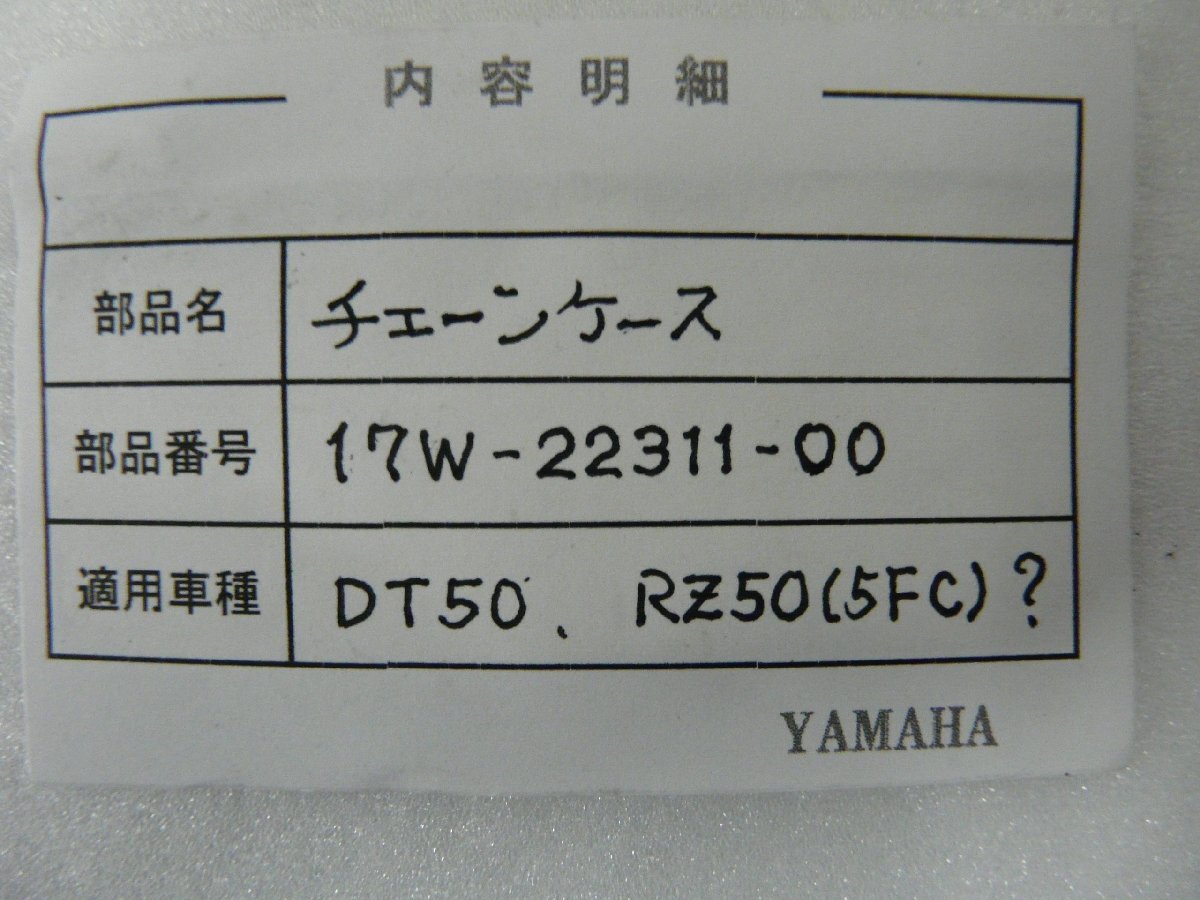 内容明細
部品名 チェーンケース
部品番号 17W-22311-00
適用車種 DT50、 RZ50(5FC)?
YAMAHA